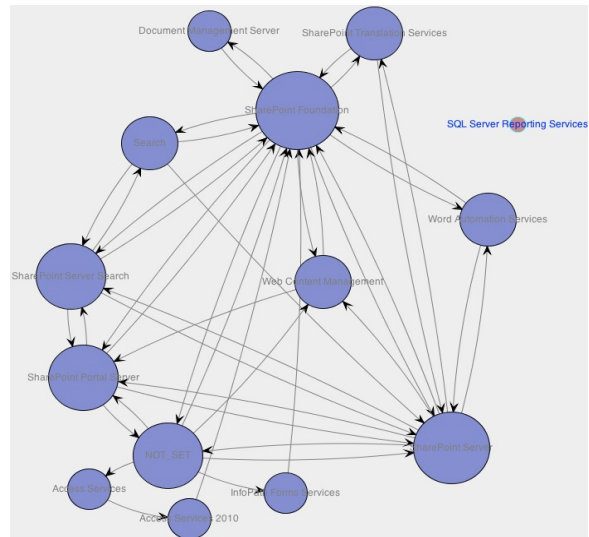 Document Management Server
SharePoint Translation Services
SharePoint Foundation
SQL Server Reporting Services
Search
Word Automation Services
SharePoint Server Search
Web Content Management
SharePoint Portal Server
SharePoint Server
NOT_SET
Access Services
InfoPath Forms Services
Access Services 2010